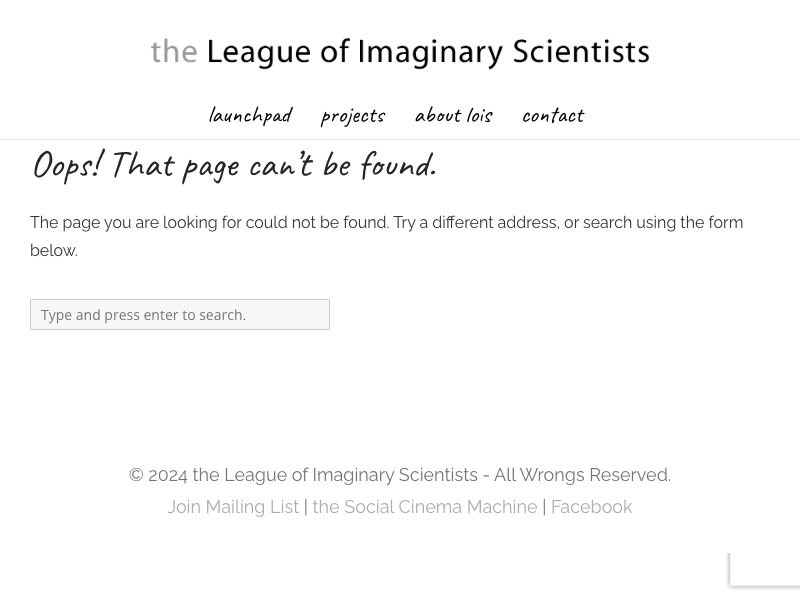 the League of Imaginary Scientists
launchpad projects about lois contact
Oops! That page can't be found.
The page you are looking for could not be found. Try a different address, or search using the form
below.
Type and press enter to search.
© 2024 the League of Imaginary Scientists - All Wrongs Reserved.
Join Mailing List | the Social Cinema Machine | Facebook